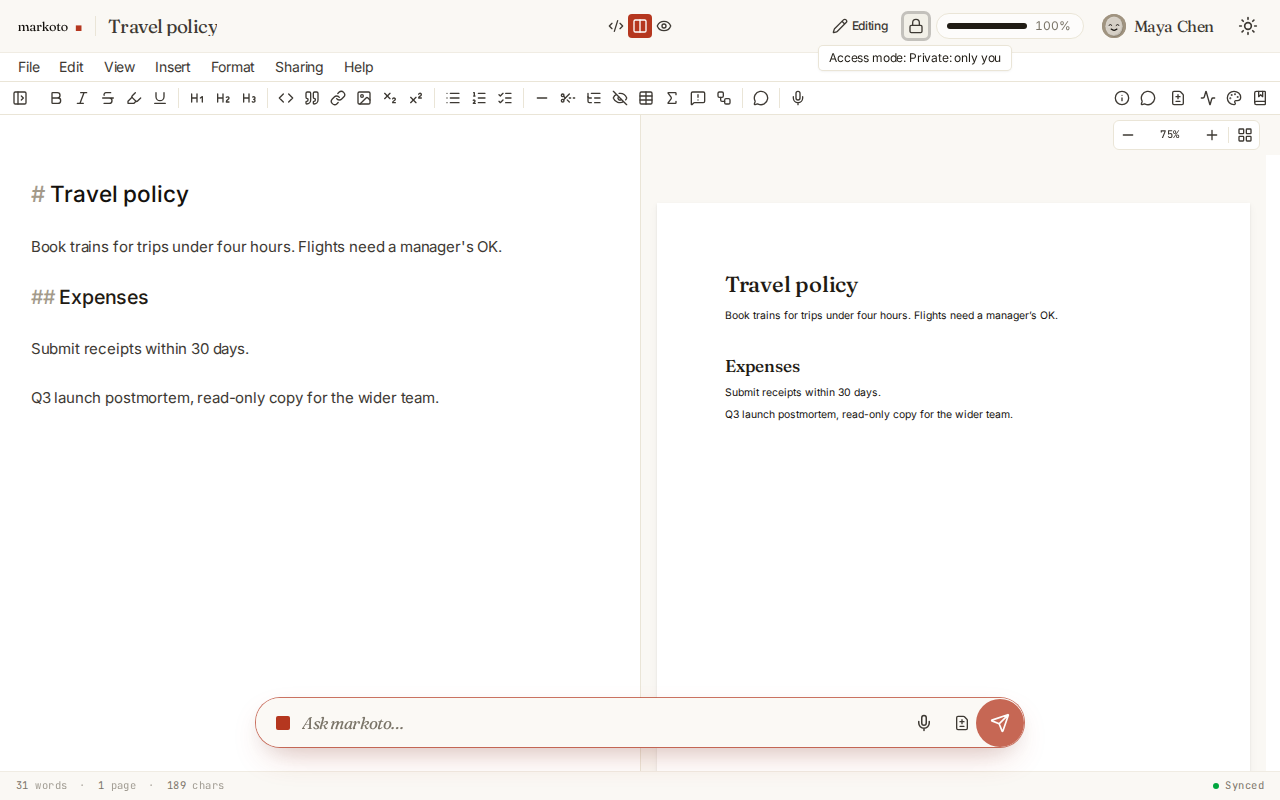 markoto
Travel policy
Editing
100%
Maya Chen
Access mode: Private: only you
File Edit View Insert Format Sharing Help
H1 H2 H3
75%
# Travel policy
Book trains for trips under four hours. Flights need a manager's OK.
## Expenses
Submit receipts within 30 days.
Q3 launch postmortem, read-only copy for the wider team.
Travel policy
Book trains for trips under four hours. Flights need a manager’s OK.
Expenses
Submit receipts within 30 days.
Q3 launch postmortem, read-only copy for the wider team.
Ask markoto...
31 words · 1 page · 189 chars
Synced